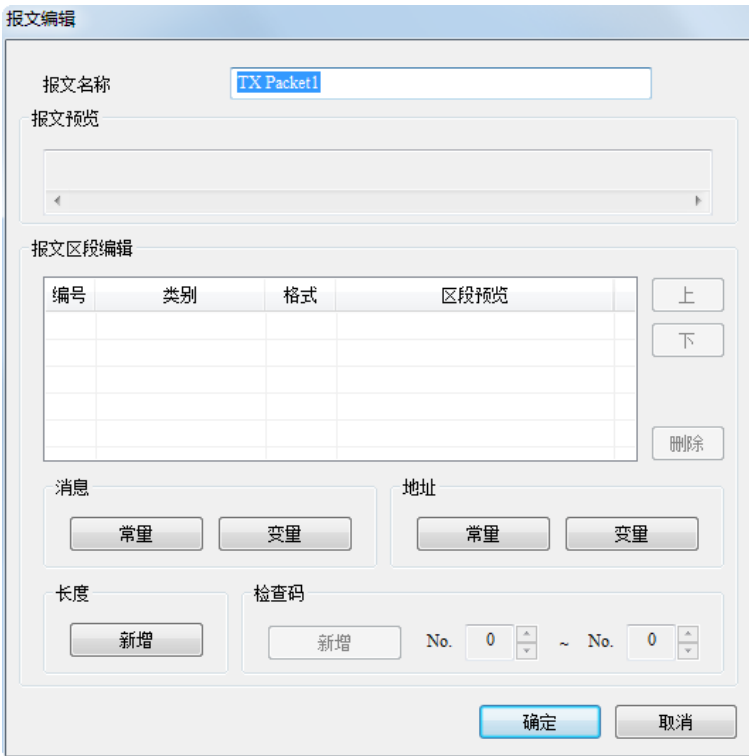 报文编辑
报文名称 TX Packet1
报文预览
报文区段编辑
编号 类别 格式 区段预览 上
下
删除
消息 地址
常量 变量 常量 变量
长度 检查码
新增 新增 No. 0 ~ No. 0
确定 取消